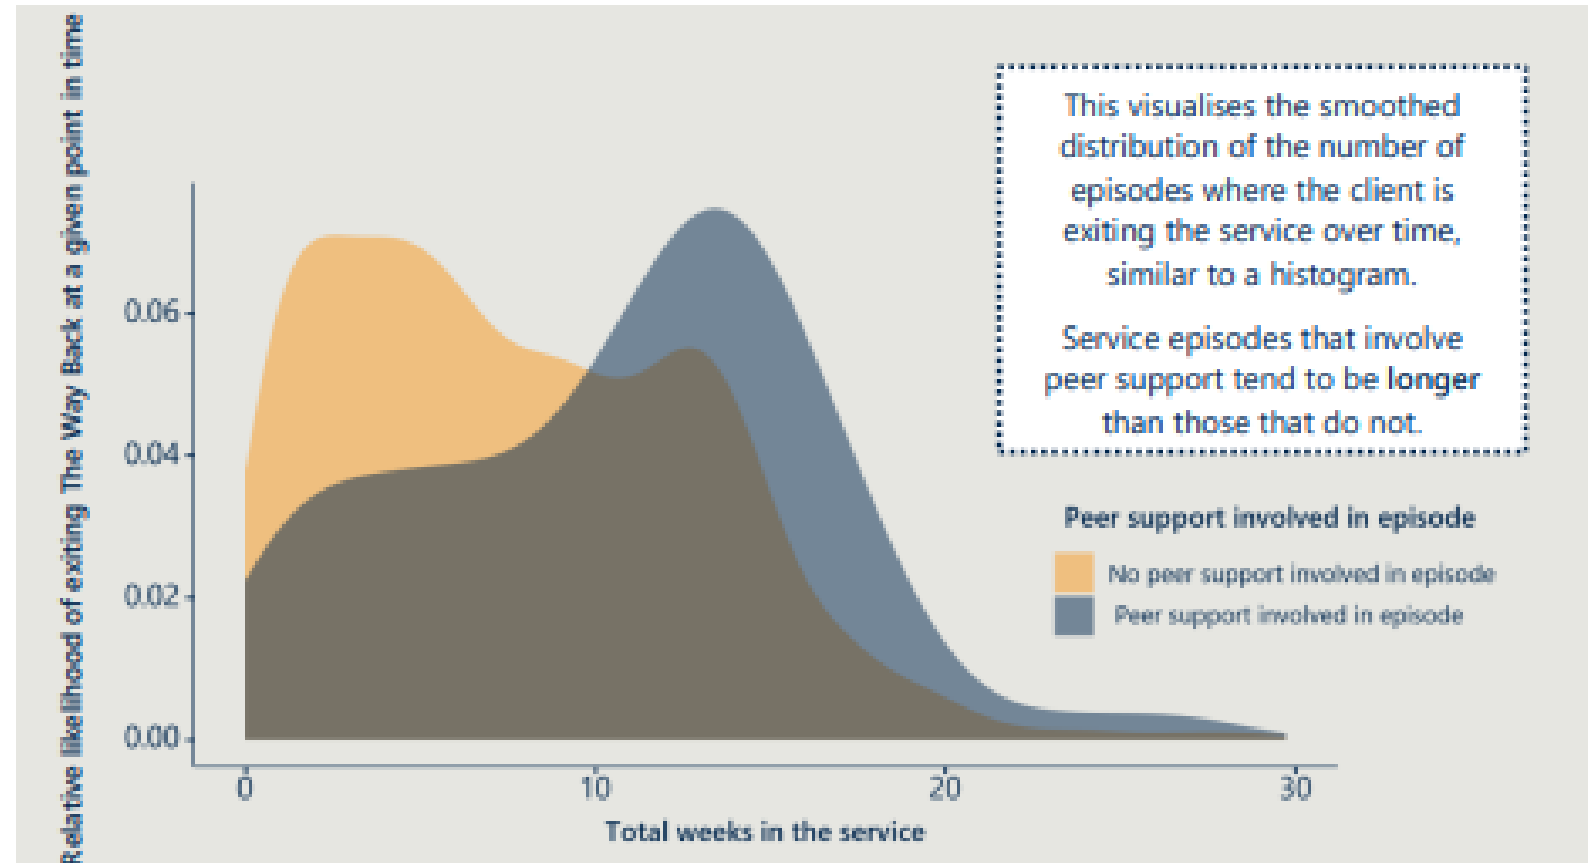 Relative likelihood of exiting The Way Back at a given point in time
This visualises the smoothed
distribution of the number of
episodes where the client is
exiting the service over time,
similar to a histogram.
Service episodes that involve
peer support tend to be longer
than those that do not.
0.06
0.04
0.02
0.00
Peer support involved in episode
No peer support involved in episode
Peer support involved in episode
0 10 20 30
Total weeks in the service